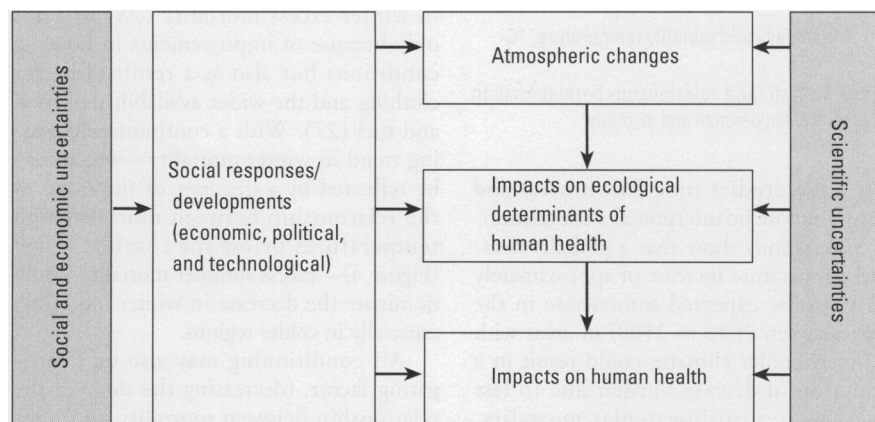 Social and economic uncertainties
Social responses/
developments
(economic, political,
and technological)
Atmospheric changes
Impacts on ecological
determinants of
human health
Impacts on human health
Scientific uncertainties